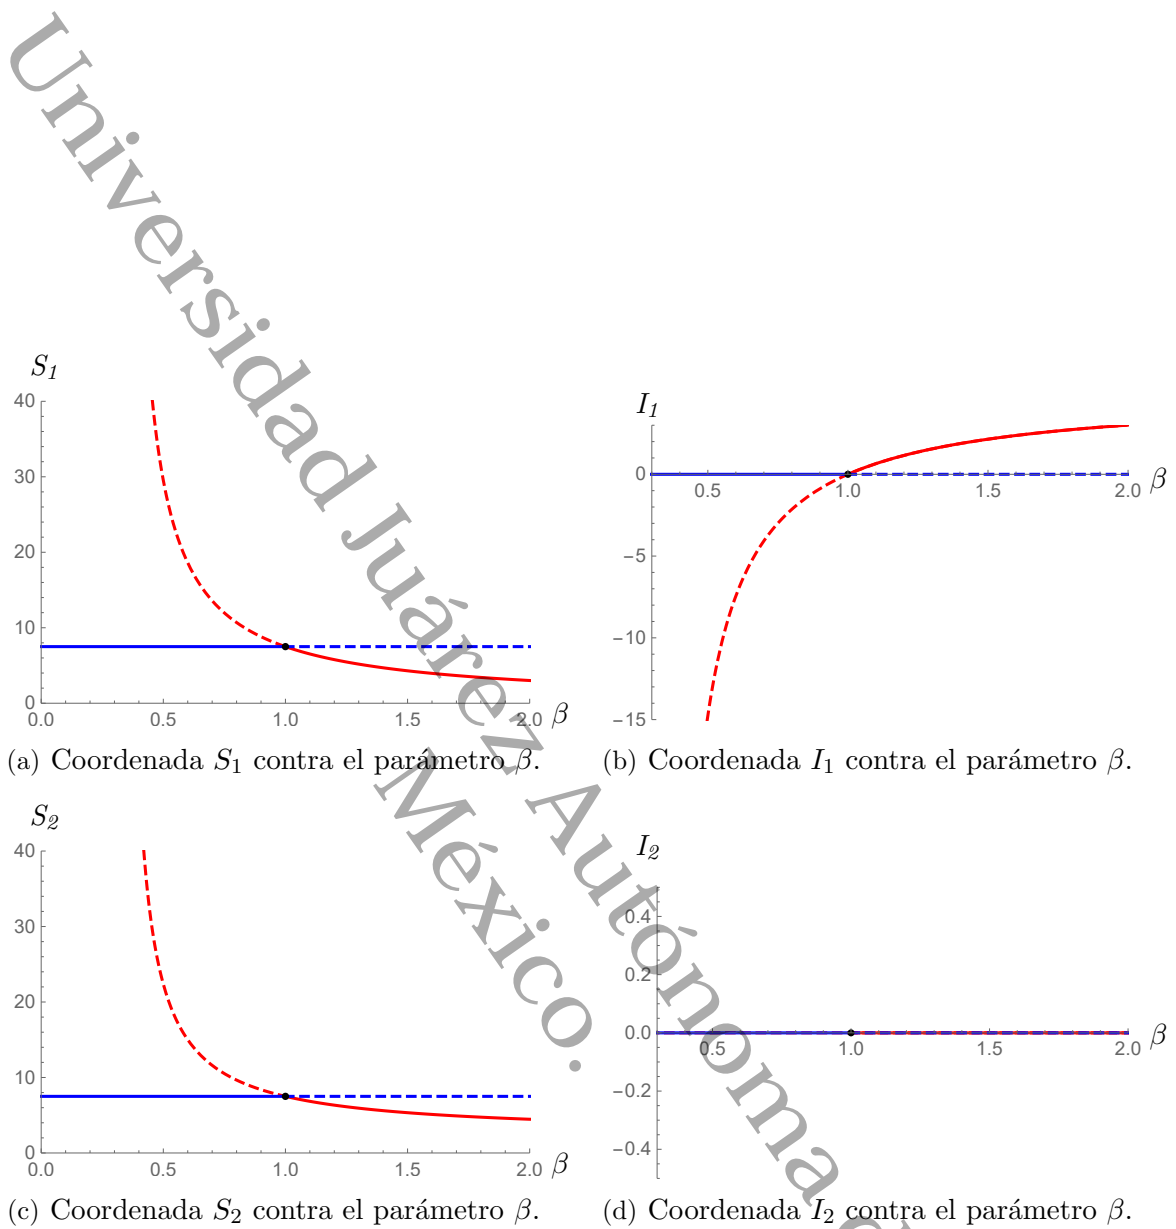 Universidad Juárez Autónoma
México.
S₁
40
30
20
10
0
0.0 0.5 1.0 1.5 2.0 β
(a) Coordenada S₁ contra el parámetro β.
I₁
0
−5
−10
−15
0.5 1.0 1.5 2.0 β
(b) Coordenada I₁ contra el parámetro β.
S₂
40
30
20
10
0
0.0 0.5 1.0 1.5 2.0 β
(c) Coordenada S₂ contra el parámetro β.
I₂
0.4
0.2
0.0
−0.2
−0.4
0.5 1.0 1.5 2.0 β
(d) Coordenada I₂ contra el parámetro β.